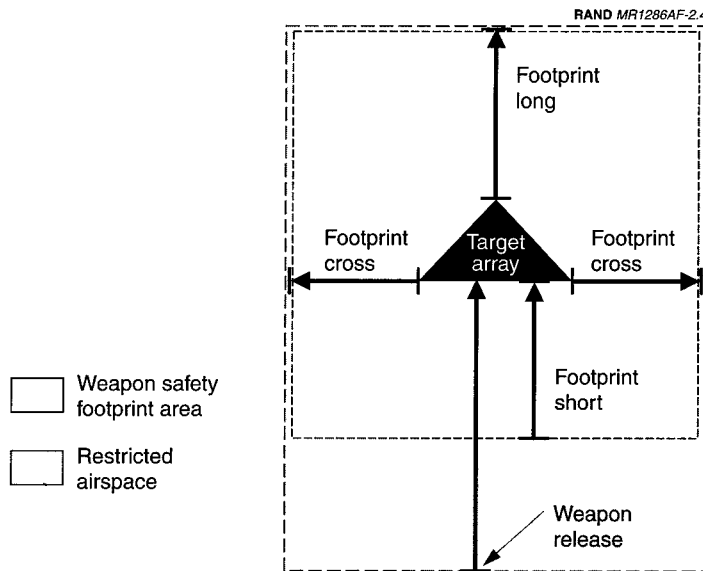 RAND MR1286AF-2.4
Footprint
long
Footprint
cross
Target
array
Footprint
cross
Footprint
short
Weapon safety
footprint area
Restricted
airspace
Weapon
release